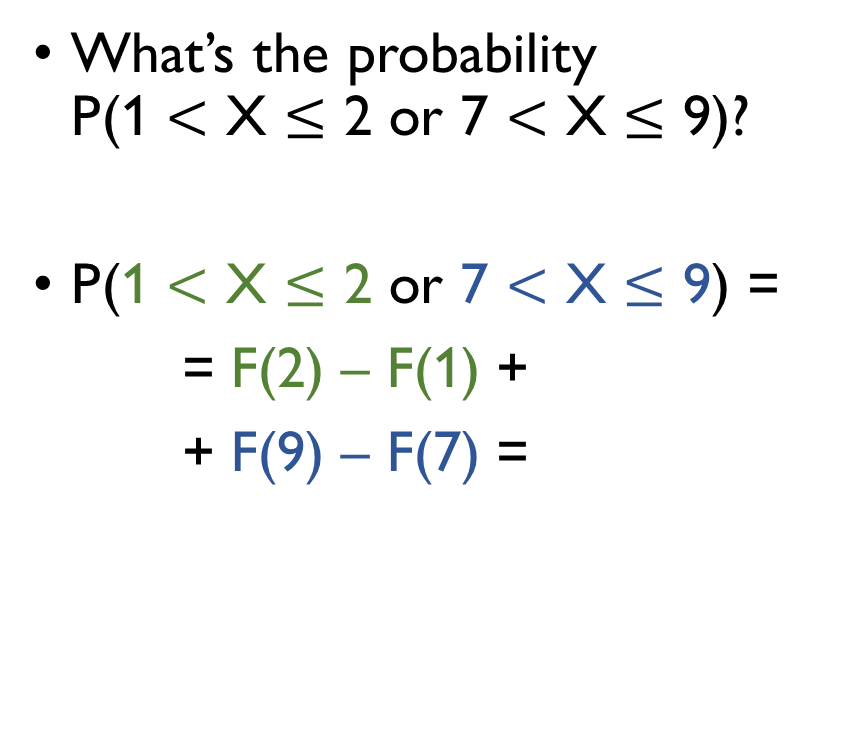 • What’s the probability
P(1 < X ≤ 2 or 7 < X ≤ 9)?
• P(1 < X ≤ 2 or 7 < X ≤ 9) =
= F(2) – F(1) +
+ F(9) – F(7) =